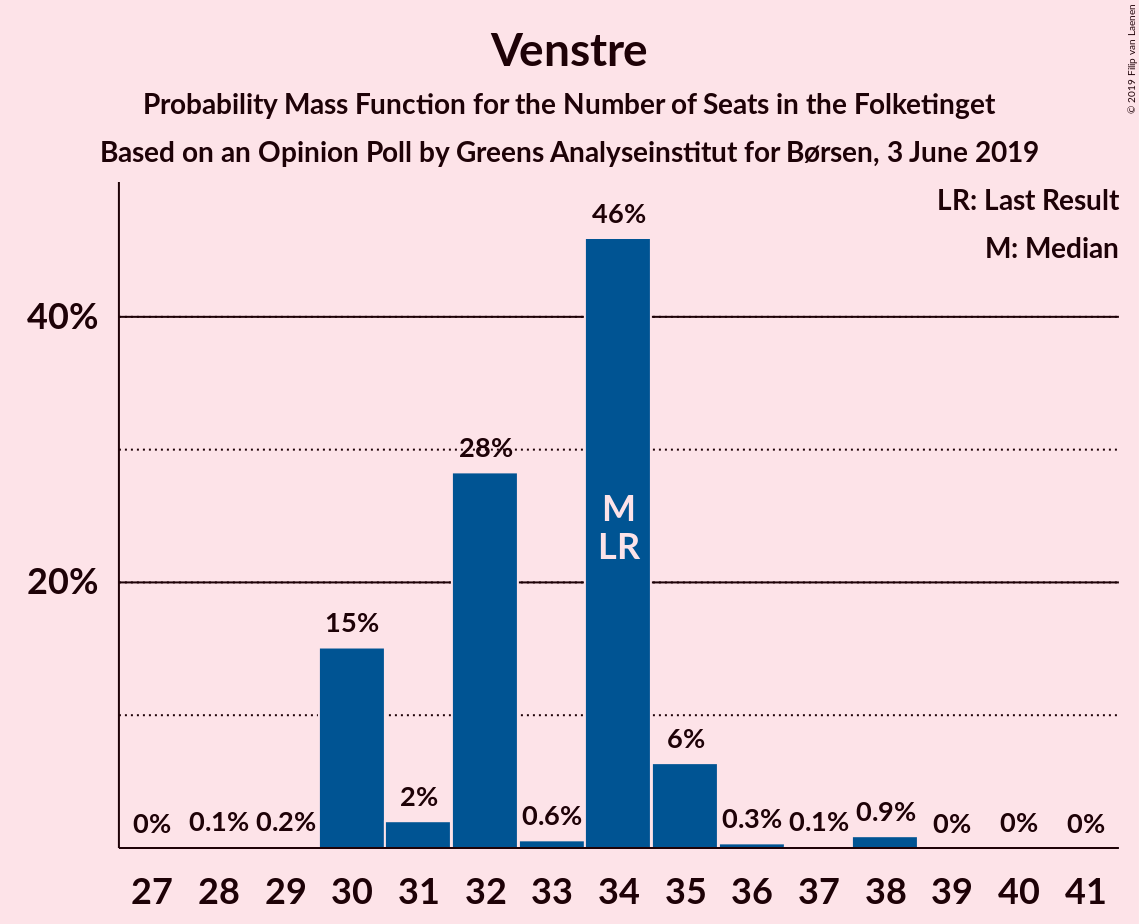 Venstre
Probability Mass Function for the Number of Seats in the Folketinget
Based on an Opinion Poll by Greens Analyseinstitut for Børsen, 3 June 2019
© 2019 Filip van Laenen
LR: Last Result
M: Median
46%
40%
28%
M
LR
20%
15%
6%
2%
0% 0.1% 0.2% 0.6% 0.3% 0.1% 0.9% 0% 0% 0%
27 28 29 30 31 32 33 34 35 36 37 38 39 40 41